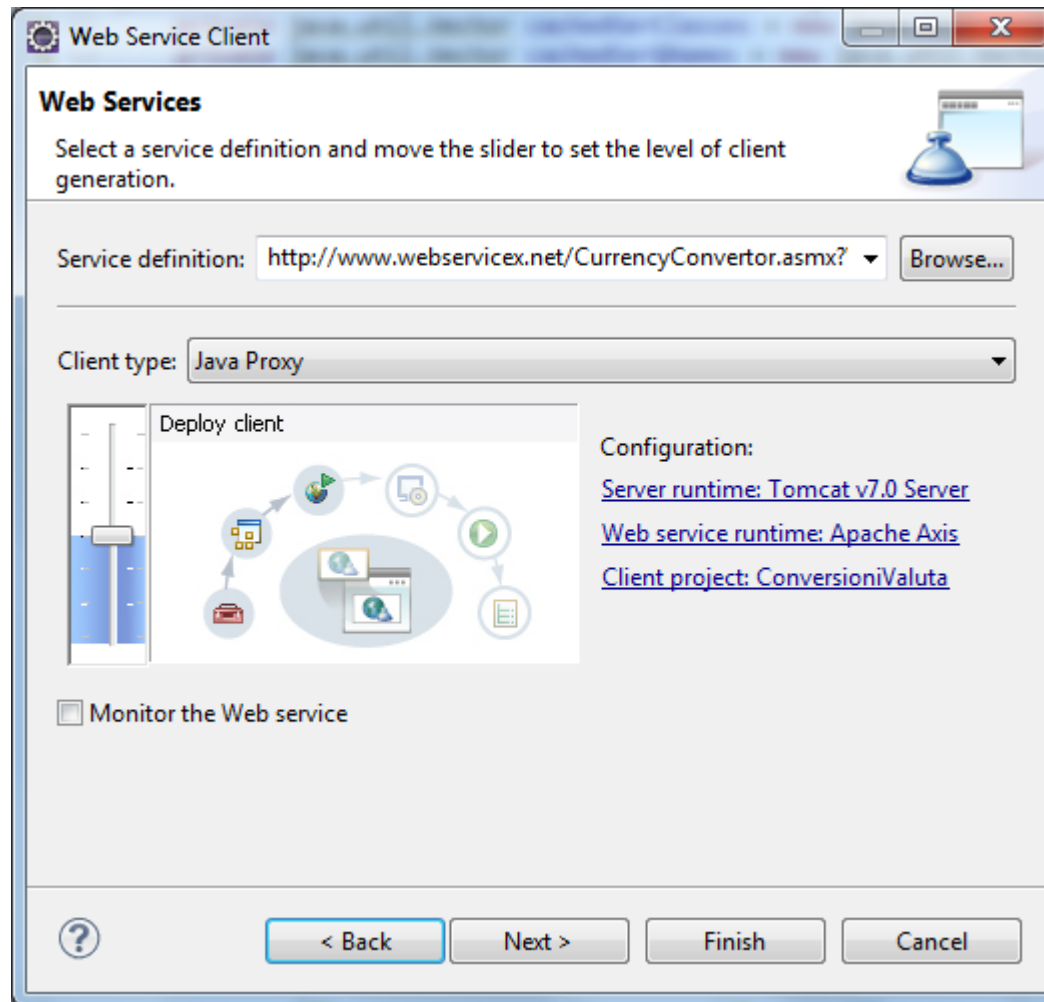 Web Service Client
Web Services
Select a service definition and move the slider to set the level of client
generation.
Service definition: http://www.webservicex.net/CurrencyConvertor.asmx? Browse...
Client type: Java Proxy
Deploy client
Configuration:
Server runtime: Tomcat v7.0 Server
Web service runtime: Apache Axis
Client project: ConversioniValuta
Monitor the Web service
< Back Next > Finish Cancel